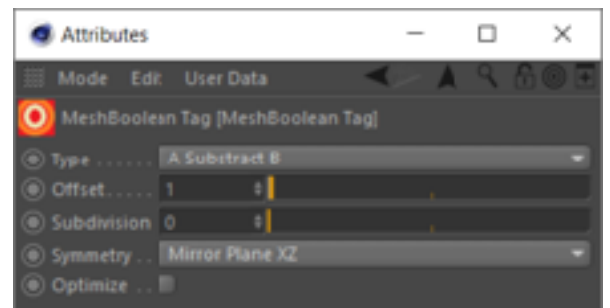 Attributes
Mode Edit User Data
MeshBoolean Tag [MeshBoolean Tag]
Type ...... A Substract B
Offset..... 1
Subdivision 0
Symmetry .. Mirror Plane XZ
Optimize ..